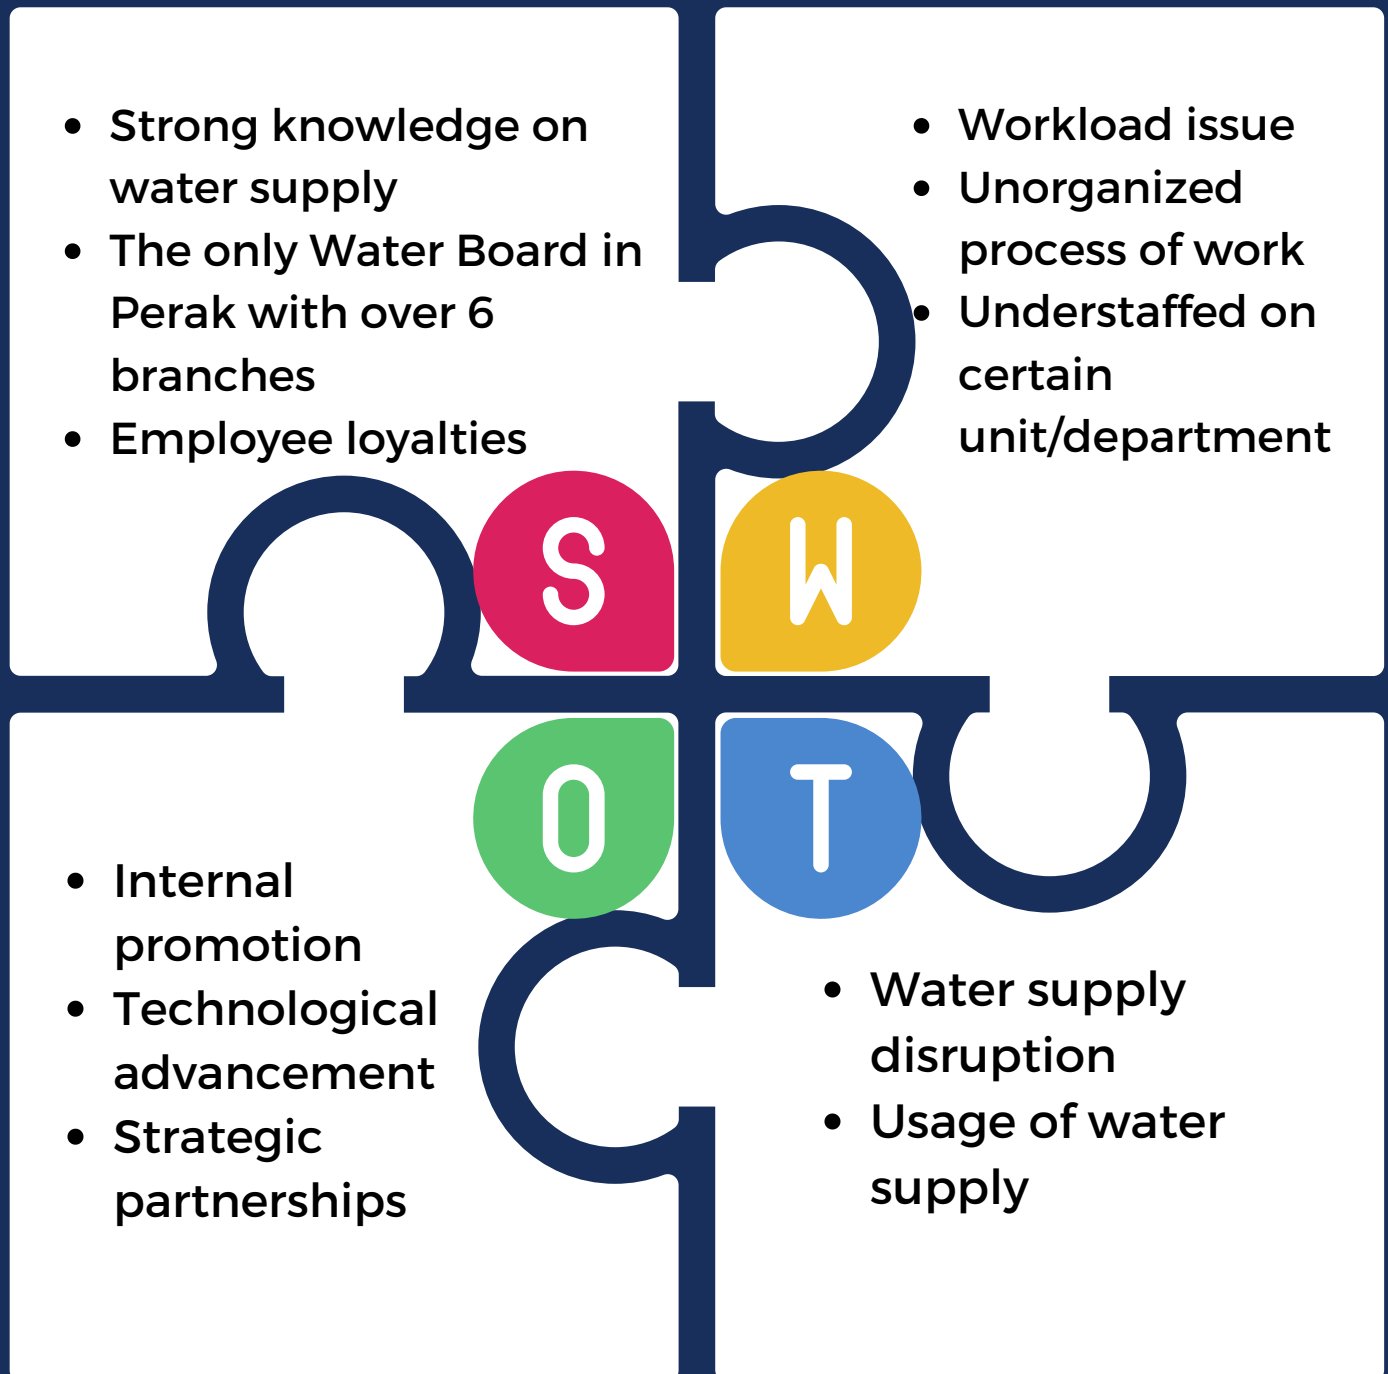 • Strong knowledge on
water supply
• The only Water Board in
Perak with over 6
branches
• Employee loyalties
S
• Workload issue
• Unorganized
process of work
• Understaffed on
certain
unit/department
W
O
• Internal
promotion
• Technological
advancement
• Strategic
partnerships
T
• Water supply
disruption
• Usage of water
supply